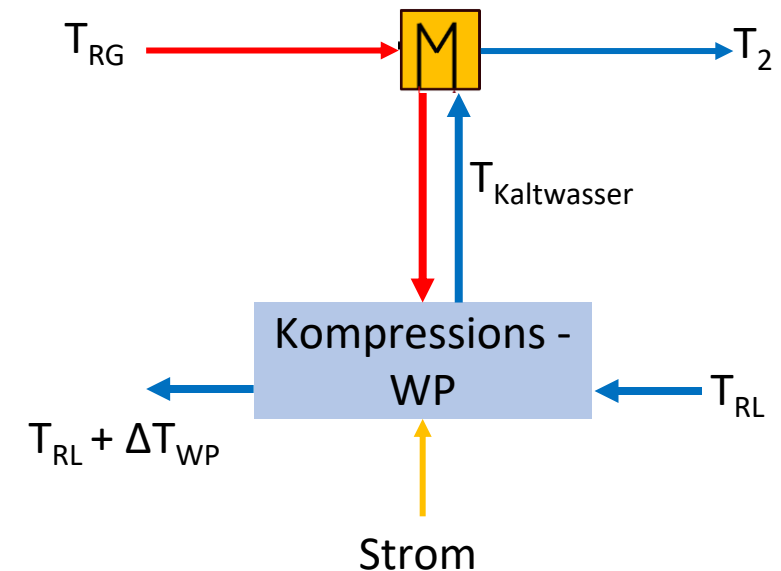 T_RG
T_2
T_Kaltwasser
Kompressions -
WP
T_RL
T_RL + ΔT_WP
Strom